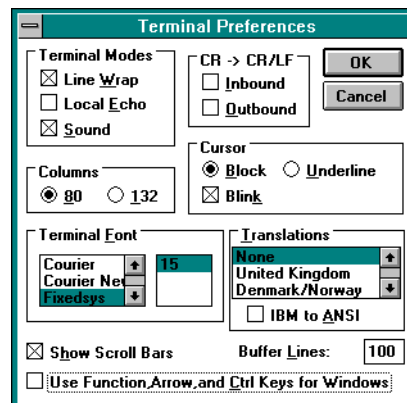 Terminal Preferences
Terminal Modes
Line Wrap
Local Echo
Sound
CR -> CR/LF
Inbound
Outbound
OK
Cancel
Columns
80 132
Cursor
Block Underline
Blink
Terminal Font
Courier
Courier Ne
Fixedsys
15
Translations
None
United Kingdom
Denmark/Norway
IBM to ANSI
Show Scroll Bars
Buffer Lines: 100
Use Function,Arrow,and Ctrl Keys for Windows